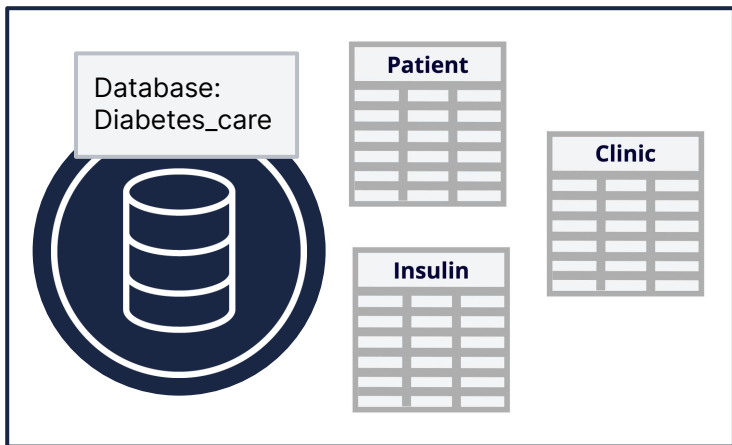 Database:
Diabetes_care
Patient
Clinic
Insulin